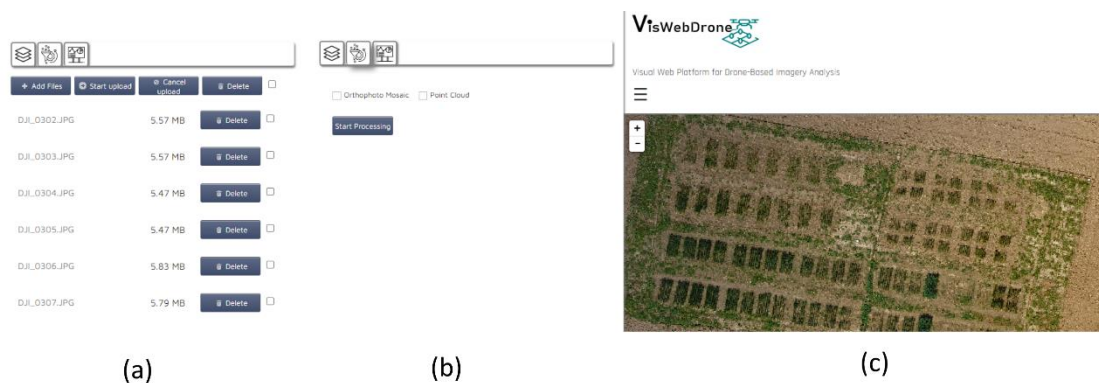 Add Files
Start upload
Cancel
upload
Delete
DJI_0302.JPG 5.57 MB Delete
DJI_0303.JPG 5.57 MB Delete
DJI_0304.JPG 5.47 MB Delete
DJI_0305.JPG 5.47 MB Delete
DJI_0306.JPG 5.83 MB Delete
DJI_0307.JPG 5.79 MB Delete
(a)
Orthophoto Mosaic Point Cloud
Start Processing
(b)
VisWebDrone
Visual Web Platform for Drone-Based Imagery Analysis
+
-
(c)